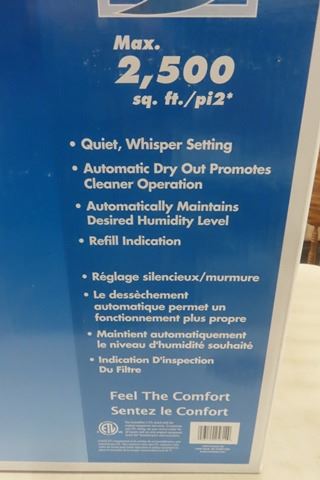 Max.
2,500
sq. ft./pi2*
• Quiet, Whisper Setting
• Automatic Dry Out Promotes
Cleaner Operation
• Automatically Maintains
Desired Humidity Level
• Refill Indication
• Réglage silencieux/murmure
• Le dessèchement
automatique permet un
fonctionnement plus propre
• Maintient automatiquement
le niveau d'humidité souhaité
• Indication D'inspection
Du Filtre
Feel The Comfort
Sentez le Confort
ETL